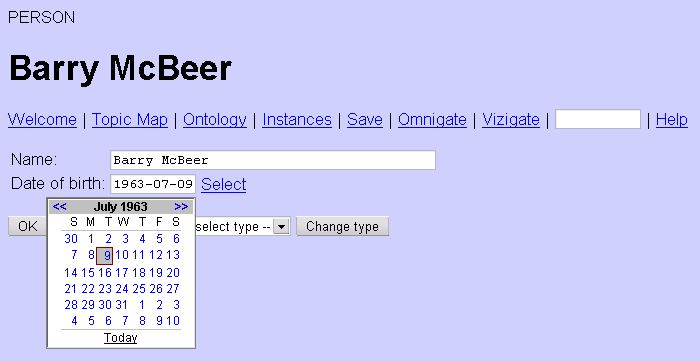 PERSON
Barry McBeer
Welcome | Topic Map | Ontology | Instances | Save | Omnigate | Vizigate | | Help
Name: Barry McBeer
Date of birth: 1963-07-09 Select
<< July 1963 >>
S M T W T F S
30 1 2 3 4 5 6
7 8 9 10 11 12 13
14 15 16 17 18 19 20
21 22 23 24 25 26 27
28 29 30 31 1 2 3
4 5 6 7 8 9 10
Today
OK select type -- Change type